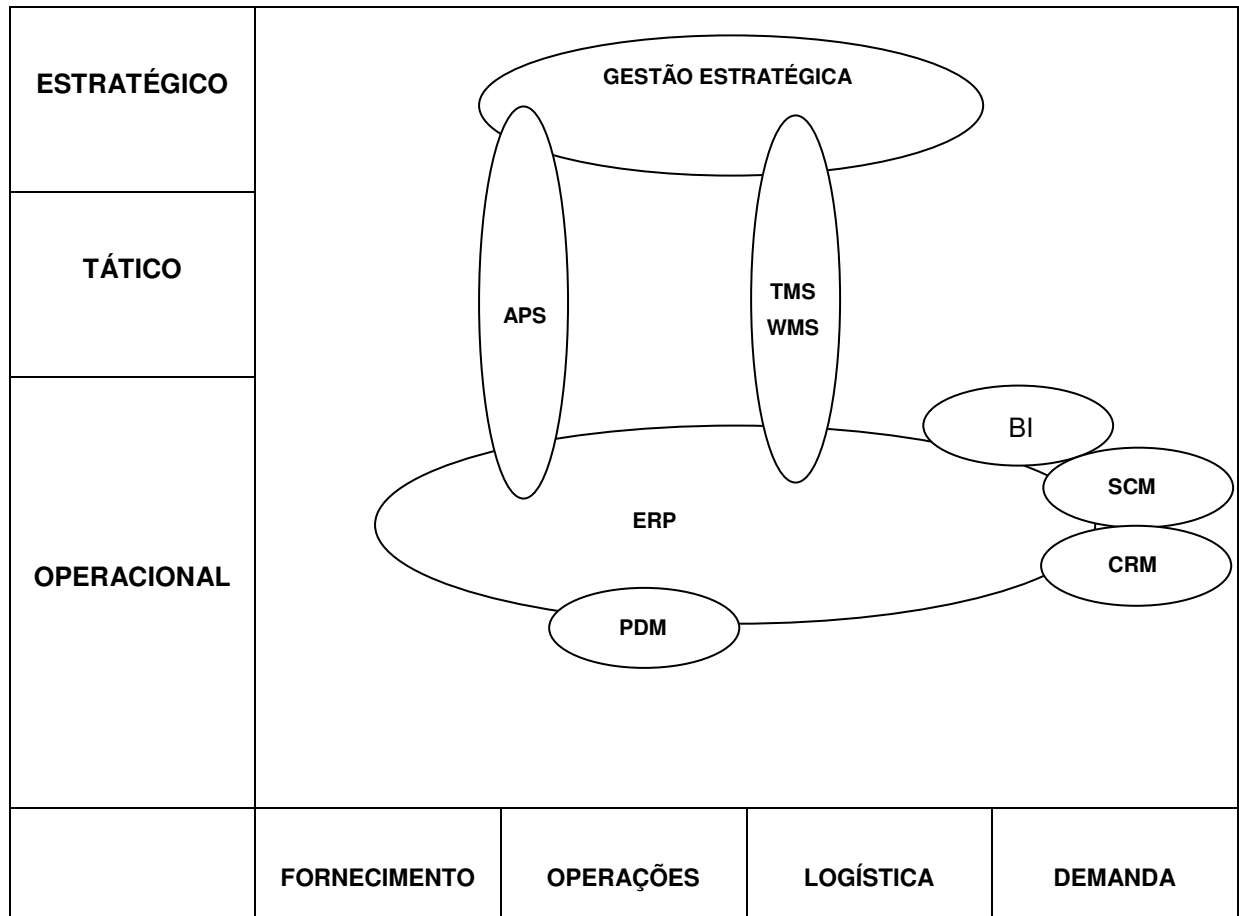 ESTRATÉGICO
GESTÃO ESTRATÉGICA
TÁTICO
APS
TMS
WMS
BI
SCM
ERP
CRM
OPERACIONAL
PDM
FORNECIMENTO
OPERAÇÕES
LOGÍSTICA
DEMANDA